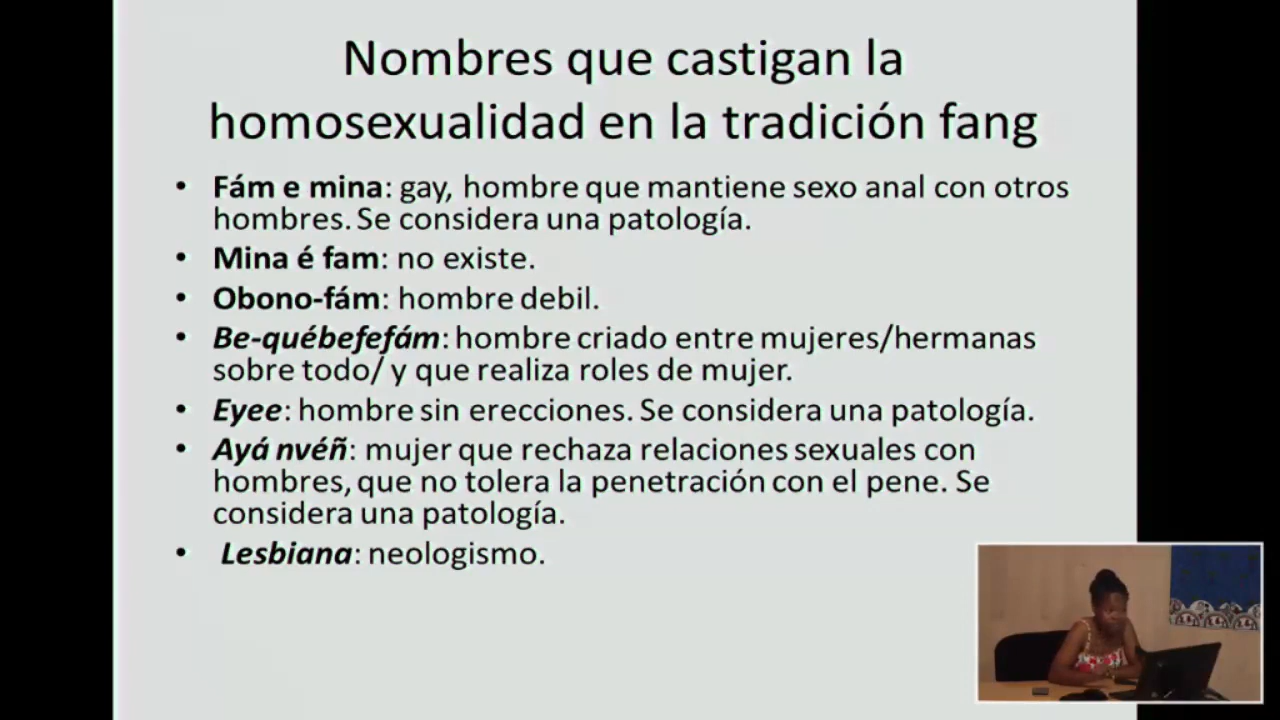 Nombres que castigan la
homosexualidad en la tradición fang
• Fám e mina: gay, hombre que mantiene sexo anal con otros
hombres. Se considera una patología.
• Mina é fam: no existe.
• Obono-fám: hombre debil.
• Be-québefefám: hombre criado entre mujeres/hermanas
sobre todo/ y que realiza roles de mujer.
• Eyee: hombre sin erecciones. Se considera una patología.
• Ayá nvéñ: mujer que rechaza relaciones sexuales con
hombres, que no tolera la penetración con el pene. Se
considera una patología.
• Lesbiana: neologismo.